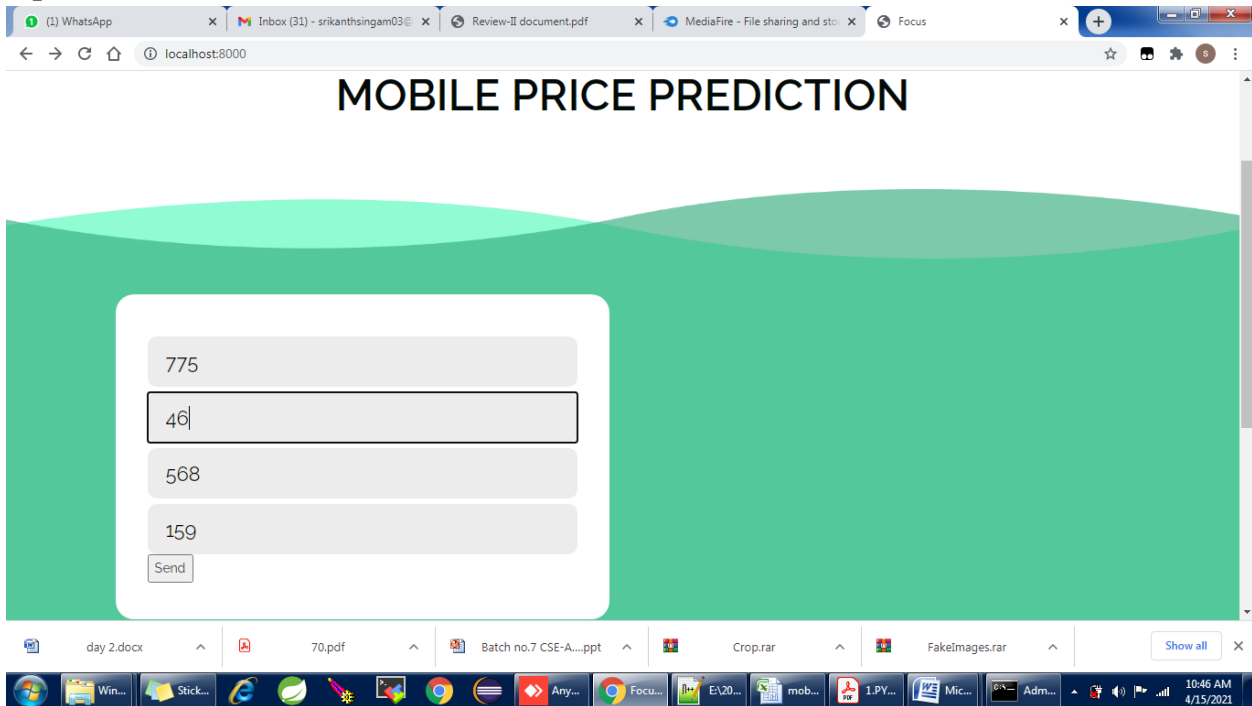 (1) WhatsApp
Inbox (31) - srikanthsingam03@
Review-II document.pdf
MediaFire - File sharing and sto
Focus
localhost:8000
S
MOBILE PRICE PREDICTION
775
46
568
159
Send
day 2.docx
70.pdf
Batch no.7 CSE-A....ppt
Crop.rar
FakeImages.rar
Show all
Win...
Stick...
Any...
Focu...
E:\20...
mob...
1.PY...
Mic...
Adm...
10:46 AM
4/15/2021